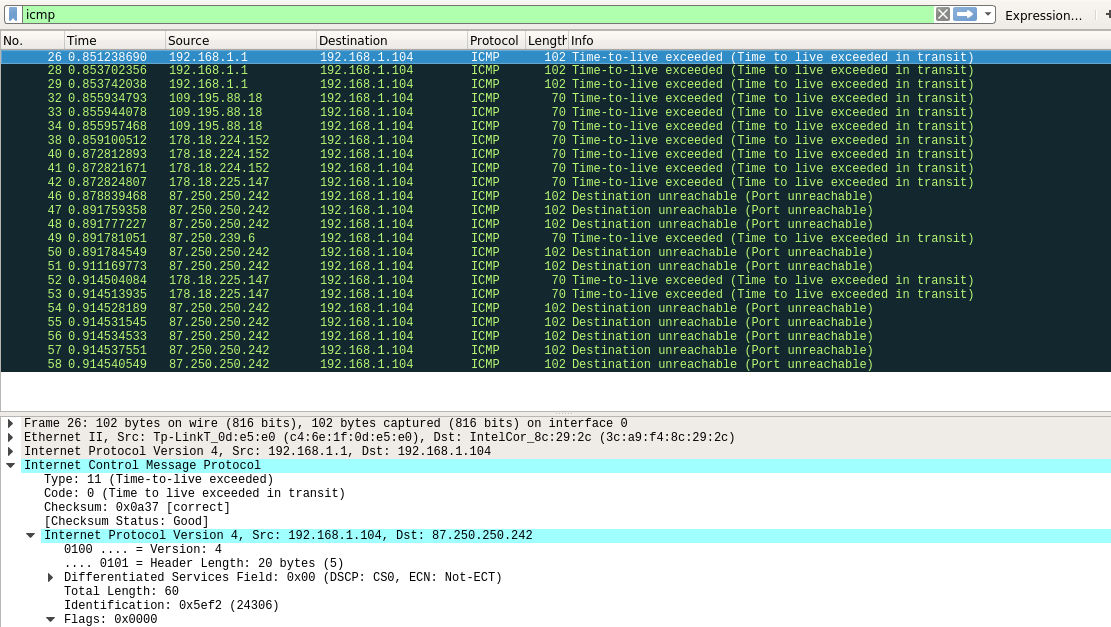 icmp Expression... +
No. Time Source Destination Protocol Length Info
26 0.851238690 192.168.1.1 192.168.1.104 ICMP 102 Time-to-live exceeded (Time to live exceeded in transit)
28 0.853702356 192.168.1.1 192.168.1.104 ICMP 102 Time-to-live exceeded (Time to live exceeded in transit)
29 0.853742038 192.168.1.1 192.168.1.104 ICMP 102 Time-to-live exceeded (Time to live exceeded in transit)
32 0.855934793 109.195.88.18 192.168.1.104 ICMP 70 Time-to-live exceeded (Time to live exceeded in transit)
33 0.855944078 109.195.88.18 192.168.1.104 ICMP 70 Time-to-live exceeded (Time to live exceeded in transit)
34 0.855957468 109.195.88.18 192.168.1.104 ICMP 70 Time-to-live exceeded (Time to live exceeded in transit)
38 0.859100512 178.18.224.152 192.168.1.104 ICMP 70 Time-to-live exceeded (Time to live exceeded in transit)
40 0.872812893 178.18.224.152 192.168.1.104 ICMP 70 Time-to-live exceeded (Time to live exceeded in transit)
41 0.872821671 178.18.224.152 192.168.1.104 ICMP 70 Time-to-live exceeded (Time to live exceeded in transit)
42 0.872824807 178.18.225.147 192.168.1.104 ICMP 70 Time-to-live exceeded (Time to live exceeded in transit)
46 0.878839468 87.250.250.242 192.168.1.104 ICMP 102 Destination unreachable (Port unreachable)
47 0.891759358 87.250.250.242 192.168.1.104 ICMP 102 Destination unreachable (Port unreachable)
48 0.891777227 87.250.250.242 192.168.1.104 ICMP 102 Destination unreachable (Port unreachable)
49 0.891781051 87.250.239.6 192.168.1.104 ICMP 70 Time-to-live exceeded (Time to live exceeded in transit)
50 0.891784549 87.250.250.242 192.168.1.104 ICMP 102 Destination unreachable (Port unreachable)
51 0.911169773 87.250.250.242 192.168.1.104 ICMP 102 Destination unreachable (Port unreachable)
52 0.914504084 178.18.225.147 192.168.1.104 ICMP 70 Time-to-live exceeded (Time to live exceeded in transit)
53 0.914513935 178.18.225.147 192.168.1.104 ICMP 70 Time-to-live exceeded (Time to live exceeded in transit)
54 0.914528189 87.250.250.242 192.168.1.104 ICMP 102 Destination unreachable (Port unreachable)
55 0.914531545 87.250.250.242 192.168.1.104 ICMP 102 Destination unreachable (Port unreachable)
56 0.914534533 87.250.250.242 192.168.1.104 ICMP 102 Destination unreachable (Port unreachable)
57 0.914537551 87.250.250.242 192.168.1.104 ICMP 102 Destination unreachable (Port unreachable)
58 0.914540549 87.250.250.242 192.168.1.104 ICMP 102 Destination unreachable (Port unreachable)
Frame 26: 102 bytes on wire (816 bits), 102 bytes captured (816 bits) on interface 0
Ethernet II, Src: Tp-LinkT_0d:e5:e0 (c4:6e:1f:0d:e5:e0), Dst: IntelCor_8c:29:2c (3c:a9:f4:8c:29:2c)
Internet Protocol Version 4, Src: 192.168.1.1, Dst: 192.168.1.104
Internet Control Message Protocol
Type: 11 (Time-to-live exceeded)
Code: 0 (Time to live exceeded in transit)
Checksum: 0x0a37 [correct]
[Checksum Status: Good]
Internet Protocol Version 4, Src: 192.168.1.104, Dst: 87.250.250.242
0100 .... = Version: 4
.... 0101 = Header Length: 20 bytes (5)
Differentiated Services Field: 0x00 (DSCP: CS0, ECN: Not-ECT)
Total Length: 60
Identification: 0x5ef2 (24306)
Flags: 0x0000